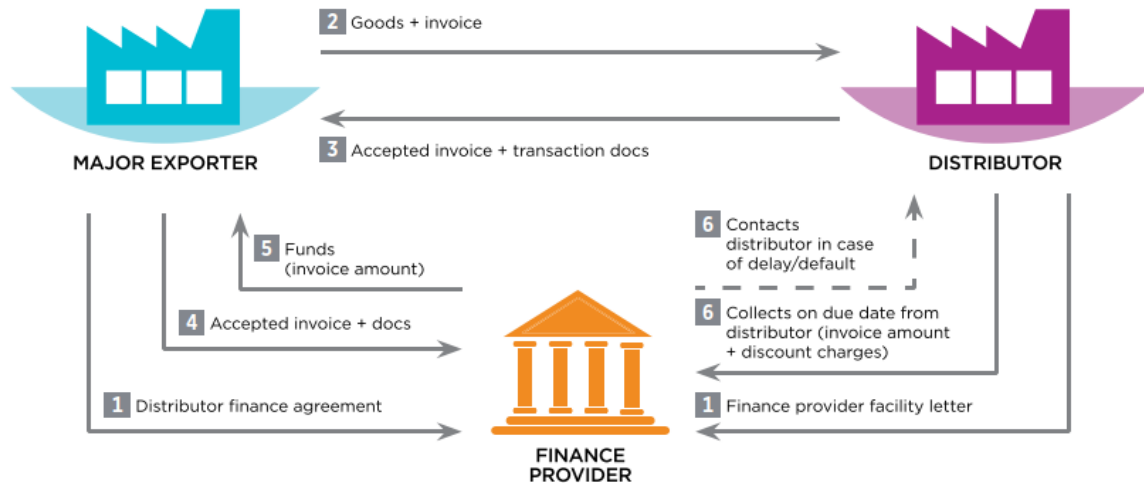 2 Goods + invoice
3 Accepted invoice + transaction docs
MAJOR EXPORTER
DISTRIBUTOR
5 Funds
(invoice amount)
6 Contacts
distributor in case
of delay/default
4 Accepted invoice + docs
6 Collects on due date from
distributor (invoice amount
+ discount charges)
1 Distributor finance agreement
1 Finance provider facility letter
FINANCE
PROVIDER